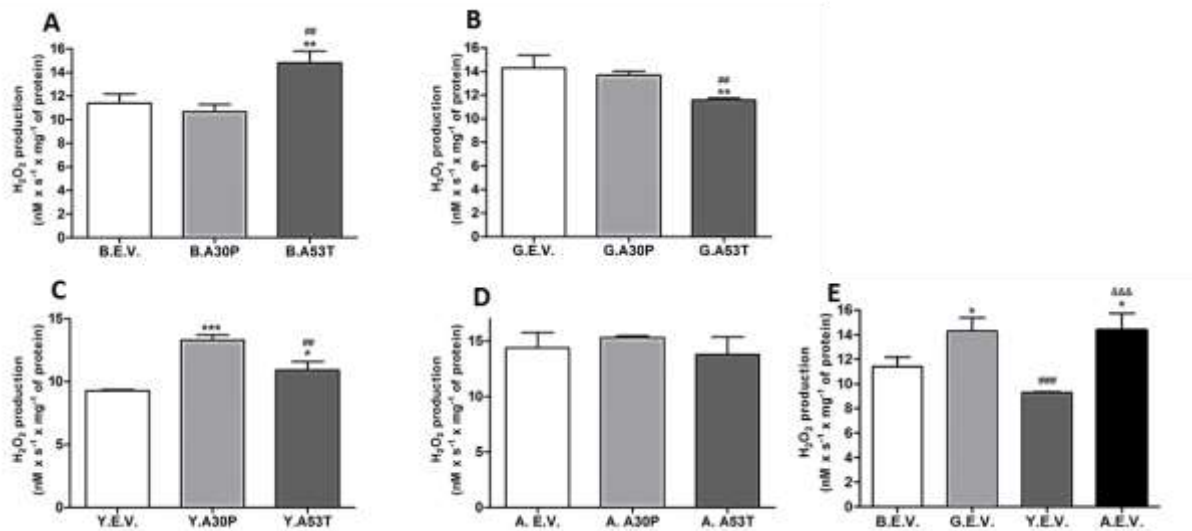 A
H₂O₂ production
(nM x s⁻¹ x mg⁻¹ of protein)
16
14
12
10
8
6
4
2
0
##
**
B.E.V. B.A30P B.A53T
B
H₂O₂ production
(nM x s⁻¹ x mg⁻¹ of protein)
16
14
12
10
8
6
4
2
0
##
**
G.E.V. G.A30P G.A53T
C
H₂O₂ production
(nM x s⁻¹ x mg⁻¹ of protein)
15
10
5
0
***
##
*
Y.E.V. Y.A30P Y.A53T
D
H₂O₂ production
(nM x s⁻¹ x mg⁻¹ of protein)
15
10
5
0
A. E.V. A. A30P A. A53T
E
H₂O₂ production
(nM x s⁻¹ x mg⁻¹ of protein)
16
14
12
10
8
6
4
2
0
*
###
&&&
*
B.E.V. G.E.V. Y.E.V. A.E.V.